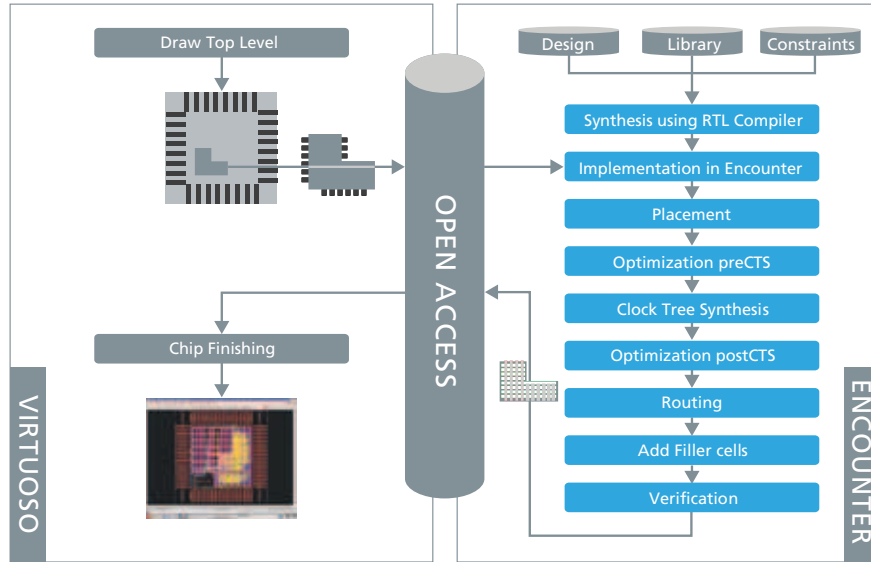 Draw Top Level
Chip Finishing
VIRTUOSO
OPEN ACCESS
Design
Library
Constraints
Synthesis using RTL Compiler
Implementation in Encounter
Placement
Optimization preCTS
Clock Tree Synthesis
Optimization postCTS
Routing
Add Filler cells
Verification
ENCOUNTER